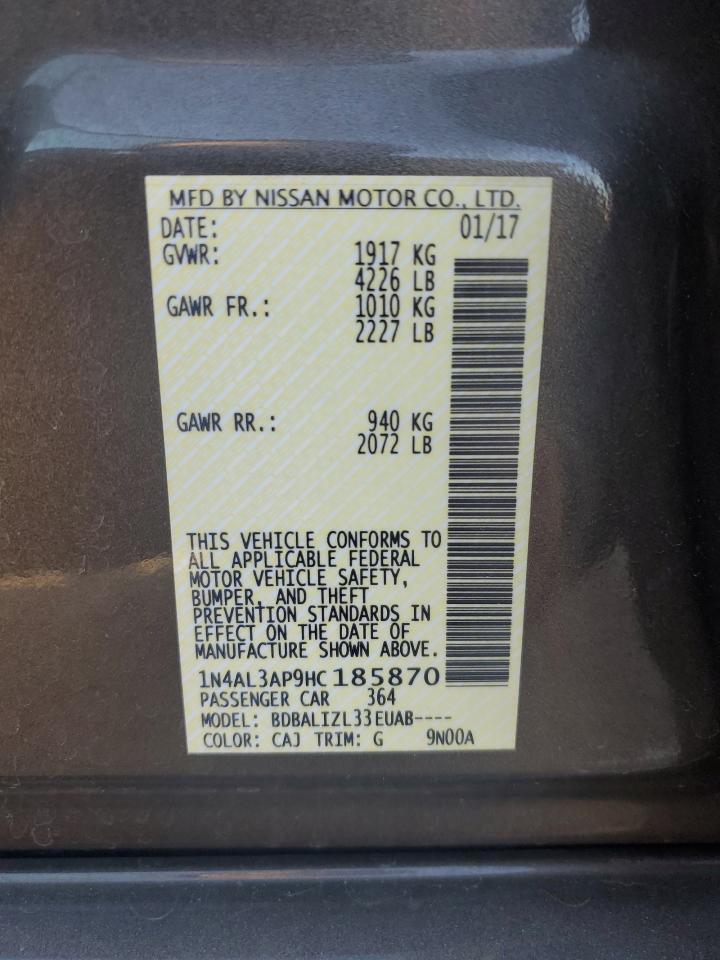 MFD BY NISSAN MOTOR CO., LTD.
DATE: 01/17
GVWR: 1917 KG
4226 LB
GAWR FR.: 1010 KG
2227 LB
GAWR RR.: 940 KG
2072 LB
THIS VEHICLE CONFORMS TO
ALL APPLICABLE FEDERAL
MOTOR VEHICLE SAFETY,
BUMPER, AND THEFT
PREVENTION STANDARDS IN
EFFECT ON THE DATE OF
MANUFACTURE SHOWN ABOVE.
1N4AL3AP9HC185870
PASSENGER CAR 364
MODEL: BDBALIZL33EUAB----
COLOR: CAJ TRIM: G 9N00A